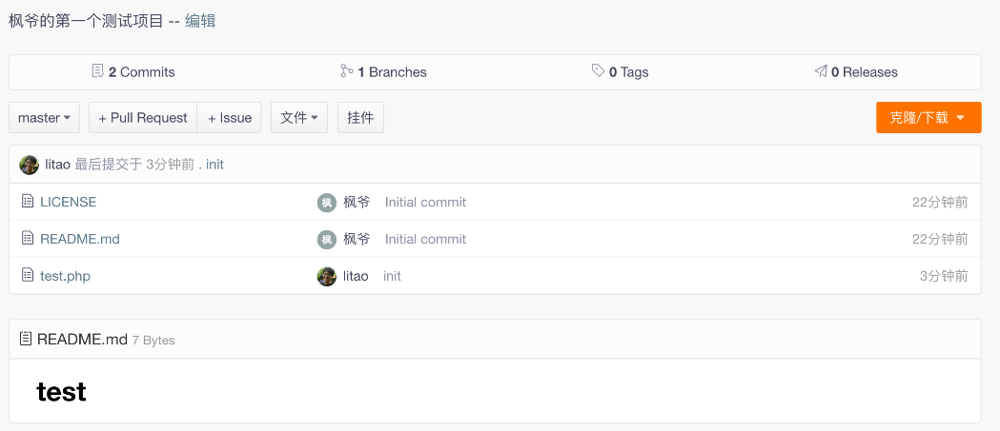 枫爷的第一个测试项目 -- 编辑
2 Commits 1 Branches 0 Tags 0 Releases
master + Pull Request + Issue 文件 挂件 克隆/下载
litao 最后提交于 3分钟前 . init
LICENSE 枫 枫爷 Initial commit 22分钟前
README.md 枫 枫爷 Initial commit 22分钟前
test.php litao init 3分钟前
README.md 7 Bytes
test